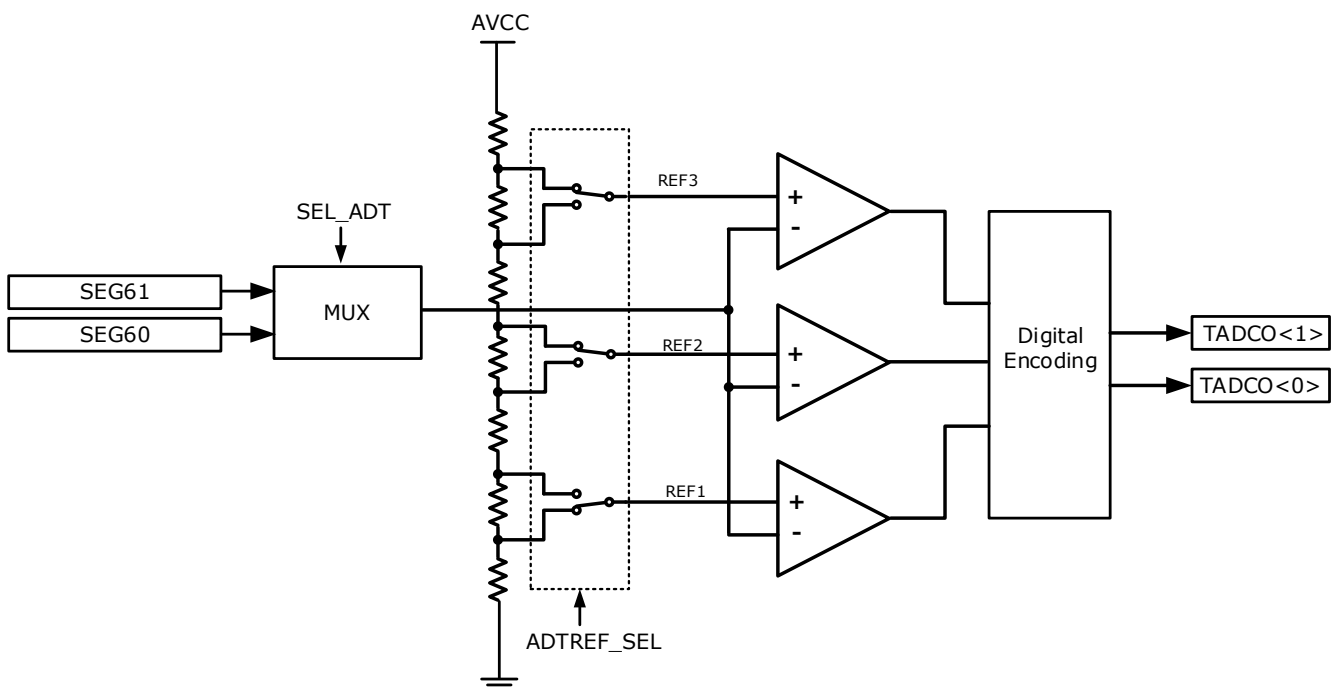 AVCC
REF3
+
-
SEL_ADT
SEG61
SEG60
MUX
REF2
+
-
Digital
Encoding
TADCO<1>
TADCO<0>
REF1
+
-
ADTREF_SEL